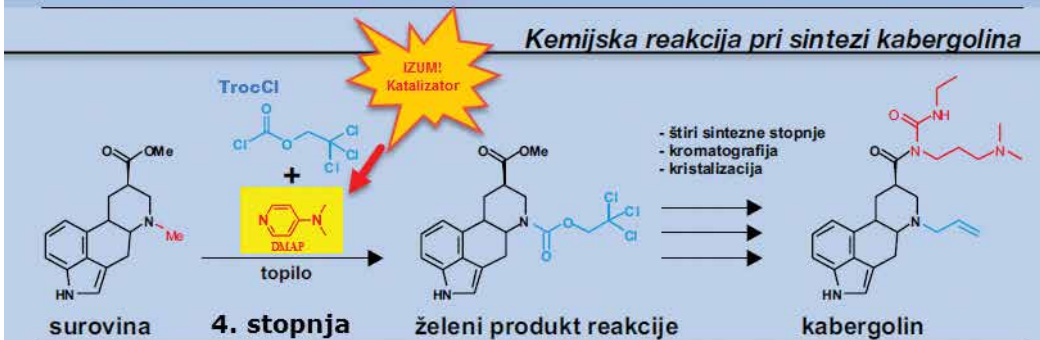 Kemijska reakcija pri sintezi kabergolina
IZUM!
Katalizator
TrocCl
O
Cl
O
Cl
Cl
Cl
+
N
N
DMAP
topilo
4. stopnja
O
OMe
N
Me
HN
surovina
O
OMe
N
O
O
Cl
Cl
Cl
HN
želeni produkt reakcije
- štiri sintezne stopnje
- kromatografija
- kristalizacija
O
NH
O
N
N
N
HN
kabergolin